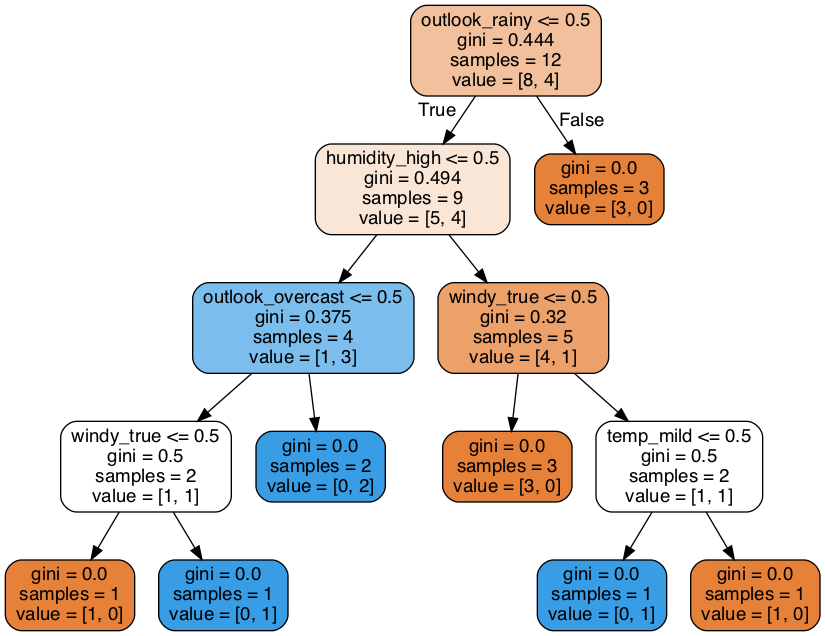 outlook_rainy <= 0.5
gini = 0.444
samples = 12
value = [8, 4]
True
False
humidity_high <= 0.5
gini = 0.494
samples = 9
value = [5, 4]
gini = 0.0
samples = 3
value = [3, 0]
outlook_overcast <= 0.5
gini = 0.375
samples = 4
value = [1, 3]
windy_true <= 0.5
gini = 0.32
samples = 5
value = [4, 1]
windy_true <= 0.5
gini = 0.5
samples = 2
value = [1, 1]
gini = 0.0
samples = 2
value = [0, 2]
gini = 0.0
samples = 3
value = [3, 0]
temp_mild <= 0.5
gini = 0.5
samples = 2
value = [1, 1]
gini = 0.0
samples = 1
value = [1, 0]
gini = 0.0
samples = 1
value = [0, 1]
gini = 0.0
samples = 1
value = [0, 1]
gini = 0.0
samples = 1
value = [1, 0]